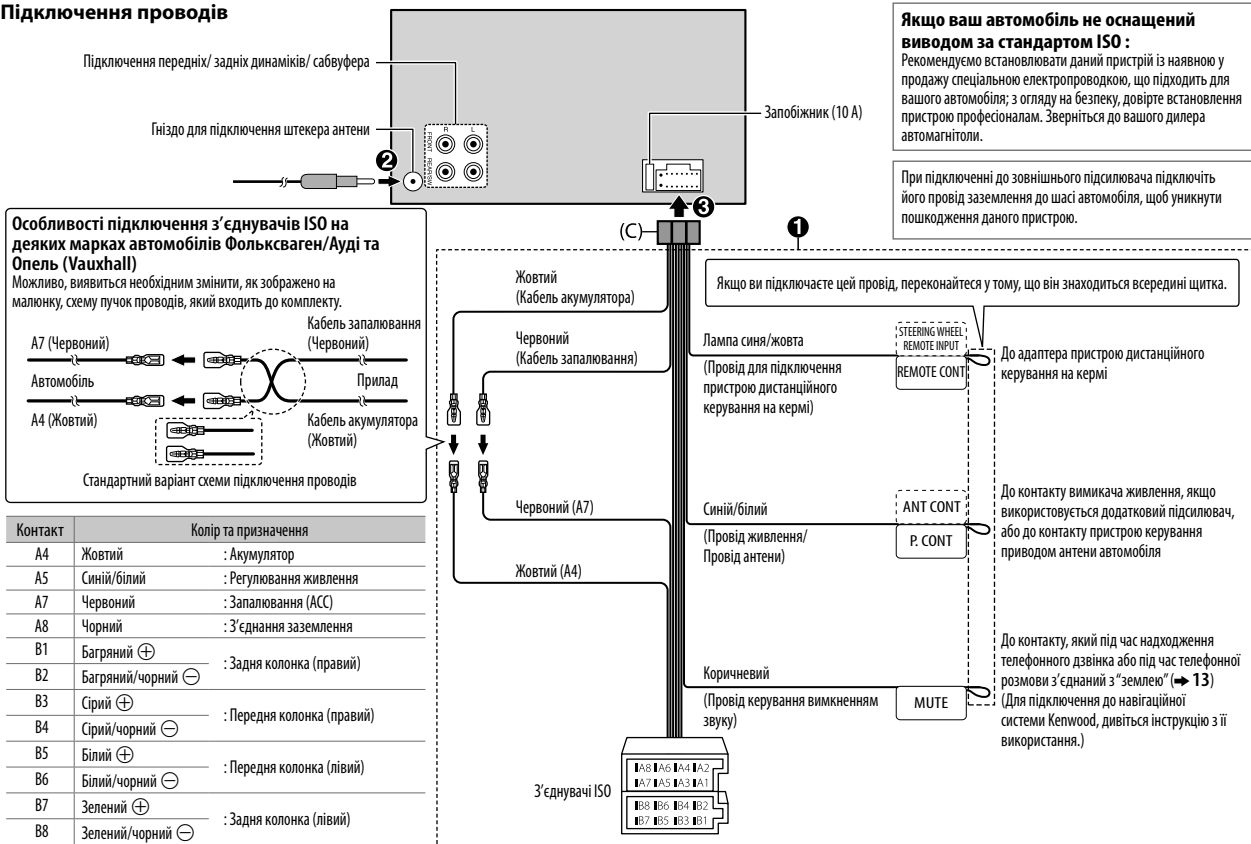 Підключення проводів
Підключення передніх/ задніх динаміків/ сабвуфера
Гніздо для підключення штекера антени
R L
FRONT
REAR/SW
Запобіжник (10 A)
Якщо ваш автомобіль не оснащений
виводом за стандартом ISO :
Рекомендуємо встановлювати даний пристрій із наявною у
продажу спеціальною електропроводкою, що підходить для
вашого автомобіля; з огляду на безпеку, довірте встановлення
пристрою професіоналам. Зверніться до вашого дилера
автомагнітоли.
При підключенні до зовнішнього підсилювача підключіть
його провід заземлення до шасі автомобіля, щоб уникнути
пошкодження даного пристрою.
2
3
(C)
1
Особливості підключення з’єднувачів ISO на
деяких марках автомобілів Фольксваген/Ауді та
Опель (Vauxhall)
Можливо, виявиться необхідним змінити, як зображено на
малюнку, схему пучок проводів, який входить до комплекту.
A7 (Червоний)
Кабель запалювання
(Червоний)
Автомобіль
Прилад
A4 (Жовтий)
Кабель акумулятора
(Жовтий)
Стандартний варіант схеми підключення проводів
Контакт Колір та призначення
A4 Жовтий : Акумулятор
A5 Синій/білий : Регулювання живлення
A7 Червоний : Запалювання (ACC)
A8 Чорний : З’єднання заземлення
B1 Багряний ⊕
: Задня колонка (правий)
B2 Багряний/чорний ⊖
B3 Сірий ⊕
: Передня колонка (правий)
B4 Сірий/чорний ⊖
B5 Білий ⊕
: Передня колонка (лівий)
B6 Білий/чорний ⊖
B7 Зелений ⊕
: Задня колонка (лівий)
B8 Зелений/чорний ⊖
Жовтий
(Кабель акумулятора)
Червоний
(Кабель запалювання)
Червоний (A7)
Жовтий (A4)
Якщо ви підключаєте цей провід, переконайтеся у тому, що він знаходиться всередині щитка.
Лампа синя/жовта
(Провід для підключення
пристрою дистанційного
керування на кермі)
STEERING WHEEL
REMOTE INPUT
REMOTE CONT
До адаптера пристрою дистанційного
керування на кермі
Синій/білий
(Провід живлення/
Провід антени)
ANT CONT
P. CONT
До контакту вимикача живлення, якщо
використовується додатковий підсилювач,
або до контакту пристрою керування
приводом антени автомобіля
Коричневий
(Провід керування вимкненням
звуку)
MUTE
До контакту, який під час надходження
телефонного дзвінка або під час телефонної
розмови з’єднаний з “землею” (➜ 13)
(Для підключення до навігаційної
системи Kenwood, дивіться інструкцію з її
використання.)
З’єднувачі ISO
A8 A6 A4 A2
A7 A5 A3 A1
B8 B6 B4 B2
B7 B5 B3 B1